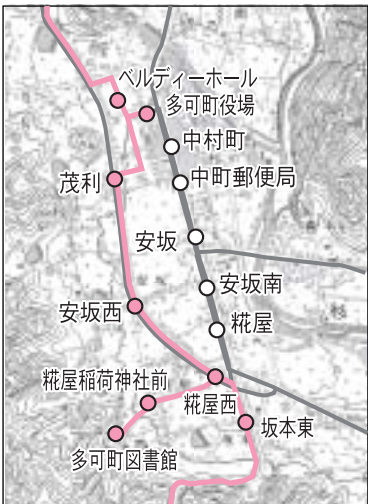 ベルディーホール
多可町役場
中村町
茂利
中町郵便局
安坂
安坂南
安坂西
糀屋
糀屋稲荷神社前
糀屋西
坂本東
多可町図書館